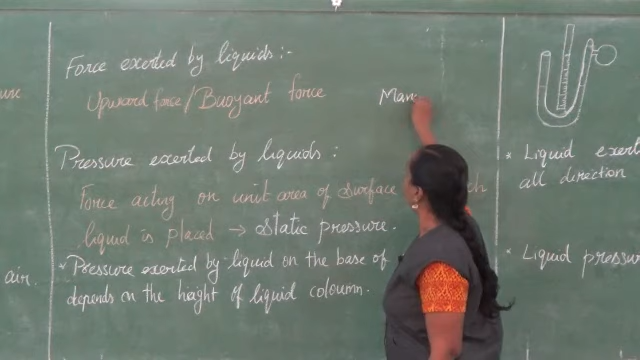 Force exerted by liquids:-
Upward force/Buoyant force
Man
Pressure exerted by liquids:
Force acting on unit area of surface ch
liquid is placed → static pressure.
* Pressure exerted by liquid on the base of
depends on the height of liquid coloumn.
air.
* Liquid exert
all direction
* Liquid pressu